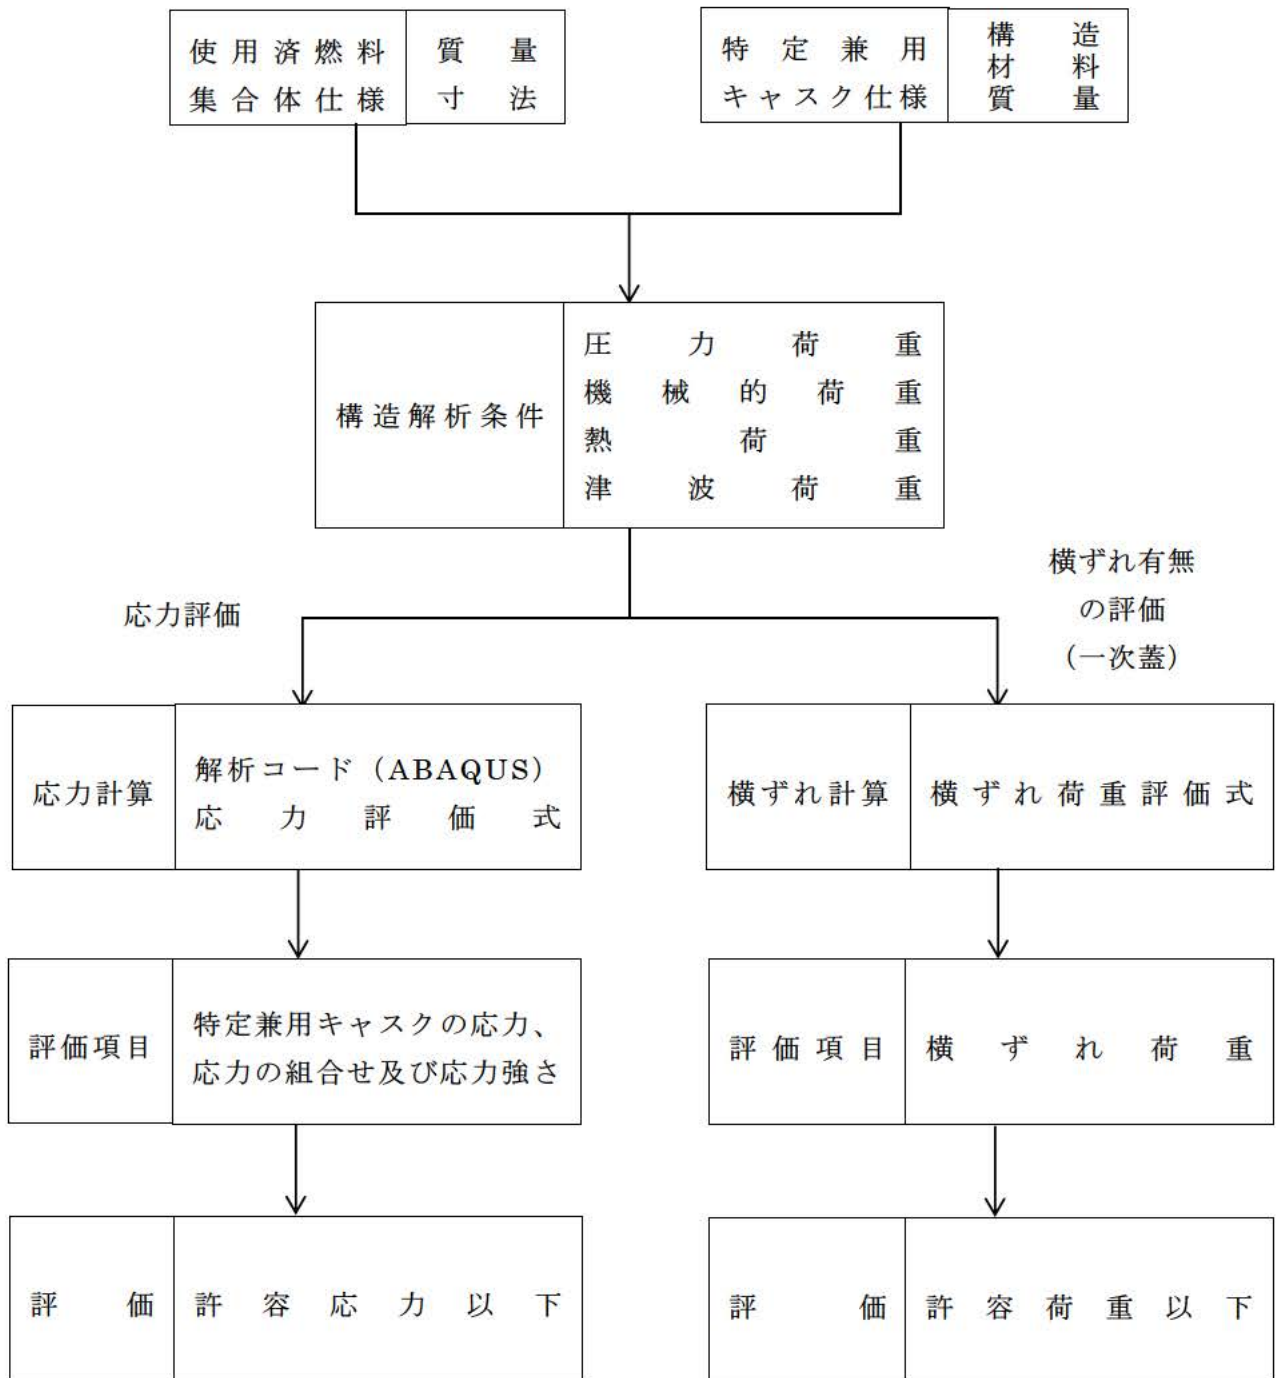 使用済燃料
集合体仕様
質量
寸法
特定兼用
キャスク仕様
構造
材料
質量
構造解析条件
圧力荷重
機械的荷重
熱荷重
津波荷重
応力評価
横ずれ有無
の評価
(一次蓋)
応力計算
解析コード(ABAQUS)
応力評価式
横ずれ計算
横ずれ荷重評価式
評価項目
特定兼用キャスクの応力、
応力の組合せ及び応力強さ
評価項目
横ずれ荷重
評価
許容応力以下
評価
許容荷重以下